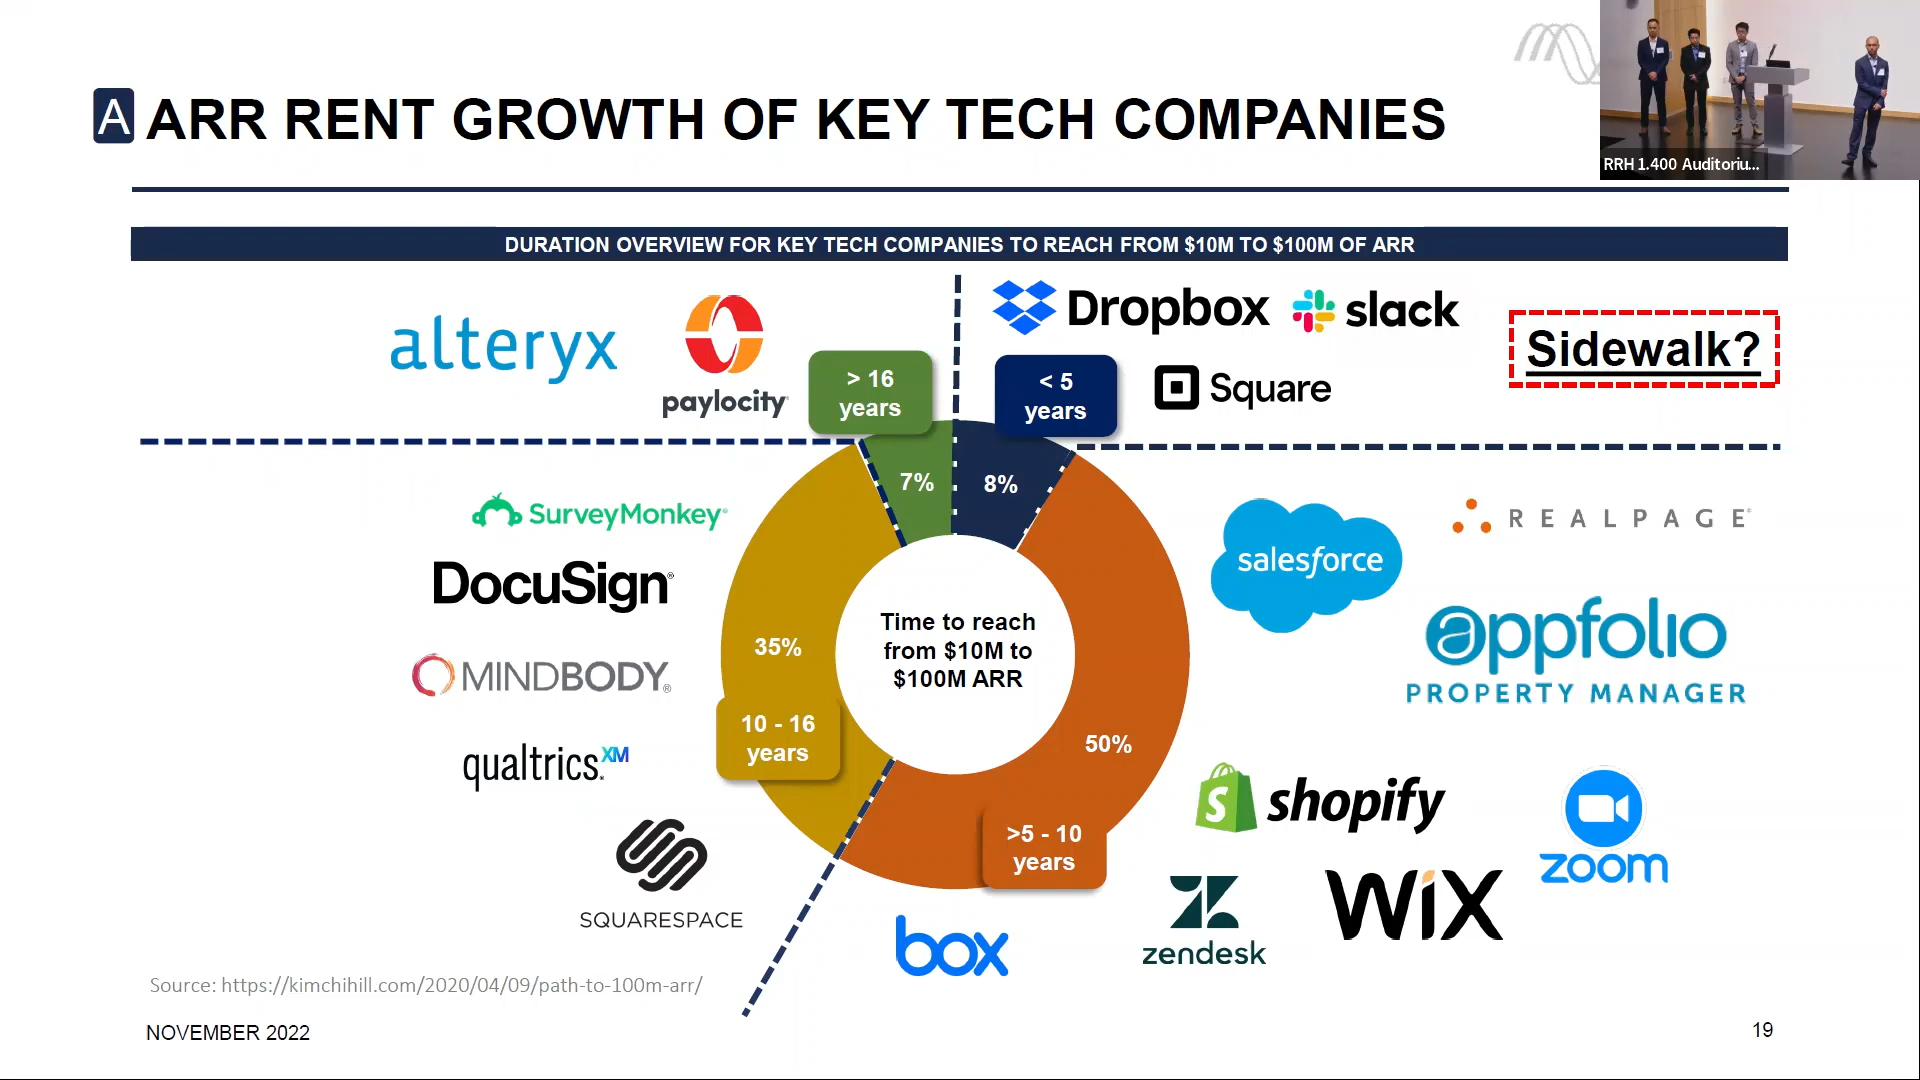 RRH 1.400 Auditoriu...
A ARR RENT GROWTH OF KEY TECH COMPANIES
DURATION OVERVIEW FOR KEY TECH COMPANIES TO REACH FROM $10M TO $100M OF ARR
alteryx
paylocity
> 16
years
Dropbox
slack
Square
< 5
years
Sidewalk?
7%
8%
SurveyMonkey®
DocuSign®
MINDBODY®
qualtrics.XM
SQUARESPACE
35%
10 - 16
years
Time to reach
from $10M to
$100M ARR
50%
>5 - 10
years
salesforce
REALPAGE®
appfolio
PROPERTY MANAGER
shopify
zoom
zendesk
WiX
box
Source: https://kimchihill.com/2020/04/09/path-to-100m-arr/
NOVEMBER 2022
19